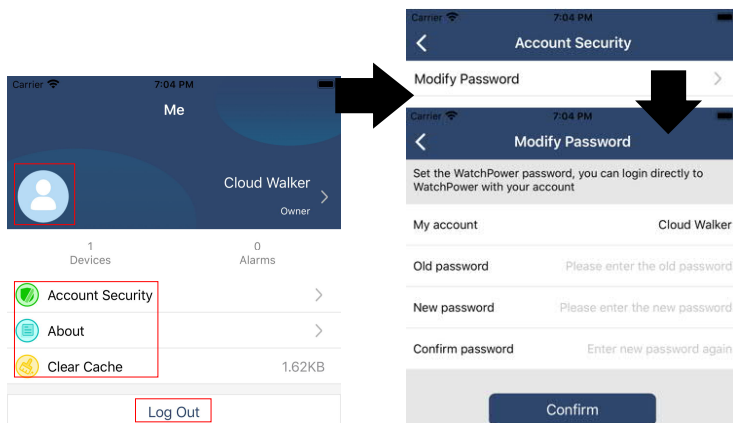 Carrier 7:04 PM
Me
Cloud Walker
Owner
1 0
Devices Alarms
Account Security
About
Clear Cache 1.62KB
Log Out
Carrier 7:04 PM
Account Security
Modify Password
Carrier 7:04 PM
Modify Password
Set the WatchPower password, you can login directly to
WatchPower with your account
My account Cloud Walker
Old password Please enter the old password
New password Please enter the new password
Confirm password Enter new password again
Confirm